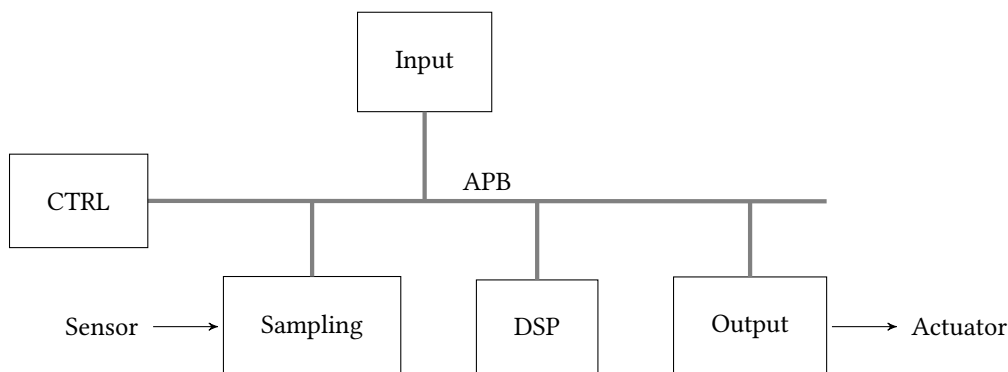 Input
APB
CTRL
Sensor
Sampling
DSP
Output
Actuator